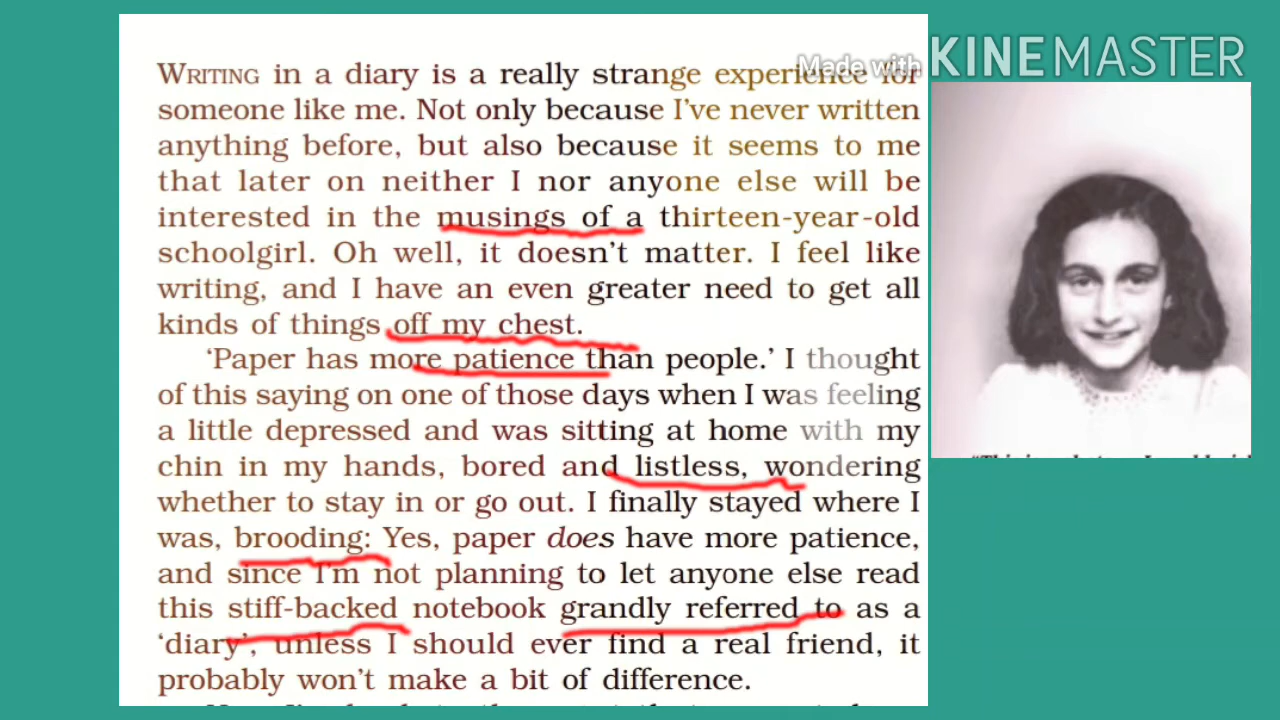 Made with KINEMASTER
WRITING in a diary is a really strange experience for
someone like me. Not only because I've never written
anything before, but also because it seems to me
that later on neither I nor anyone else will be
interested in the musings of a thirteen-year-old
schoolgirl. Oh well, it doesn't matter. I feel like
writing, and I have an even greater need to get all
kinds of things off my chest.
'Paper has more patience than people.' I thought
of this saying on one of those days when I was feeling
a little depressed and was sitting at home with my
chin in my hands, bored and listless, wondering
whether to stay in or go out. I finally stayed where I
was, brooding: Yes, paper does have more patience,
and since I'm not planning to let anyone else read
this stiff-backed notebook grandly referred to as a
'diary', unless I should ever find a real friend, it
probably won't make a bit of difference.